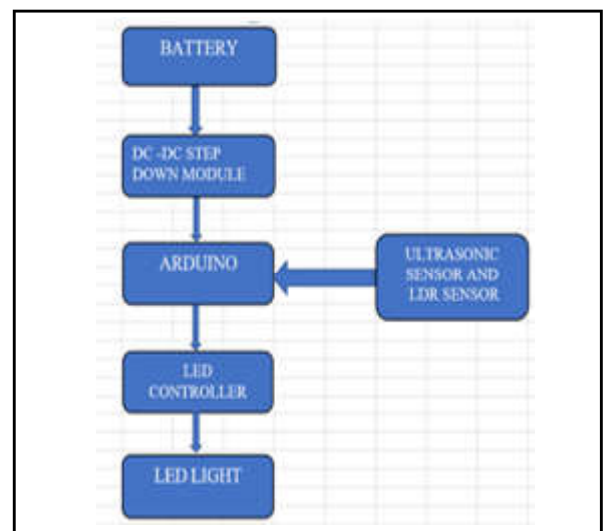 BATTERY
DC -DC STEP
DOWN MODULE
ARDUINO
ULTRASONIC
SENSOR AND
LDR SENSOR
LED
CONTROLLER
LED LIGHT